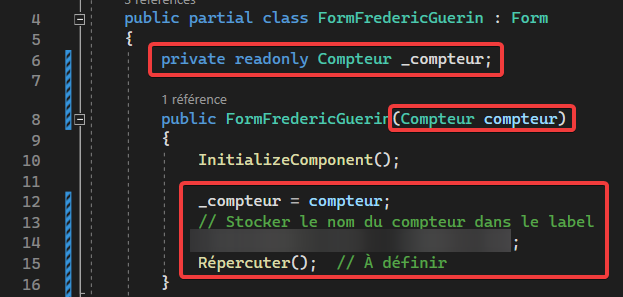 3 références
4 public partial class FormFredericGuerin : Form
5 {
6 private readonly Compteur _compteur;
7
1 référence
8 public FormFredericGuerin(Compteur compteur)
9 {
10 InitializeComponent();
11
12 _compteur = compteur;
13 // Stocker le nom du compteur dans le label
14 ;
15 Répercuter(); // À définir
16 }